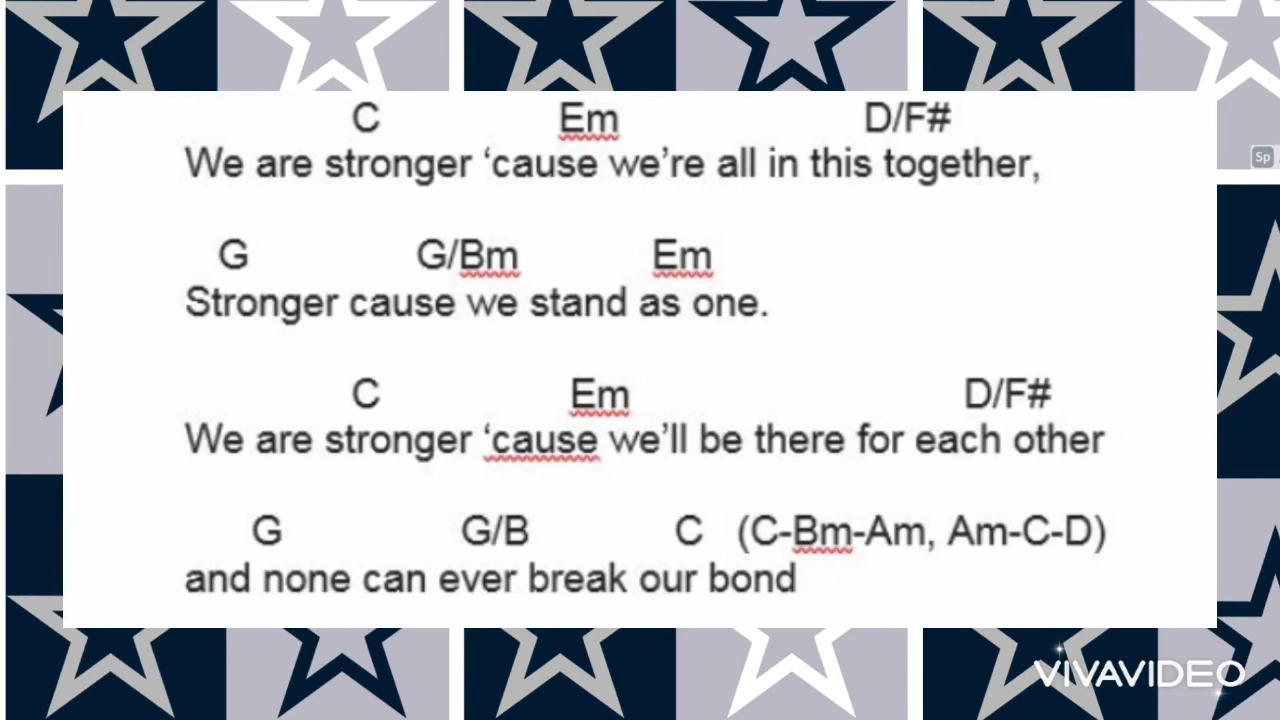 C Em D/F#
We are stronger ‘cause we’re all in this together,
G G/Bm Em
Stronger cause we stand as one.
C Em D/F#
We are stronger ‘cause we’ll be there for each other
G G/B C (C-Bm-Am, Am-C-D)
and none can ever break our bond
Sp
VIVAVIDEO